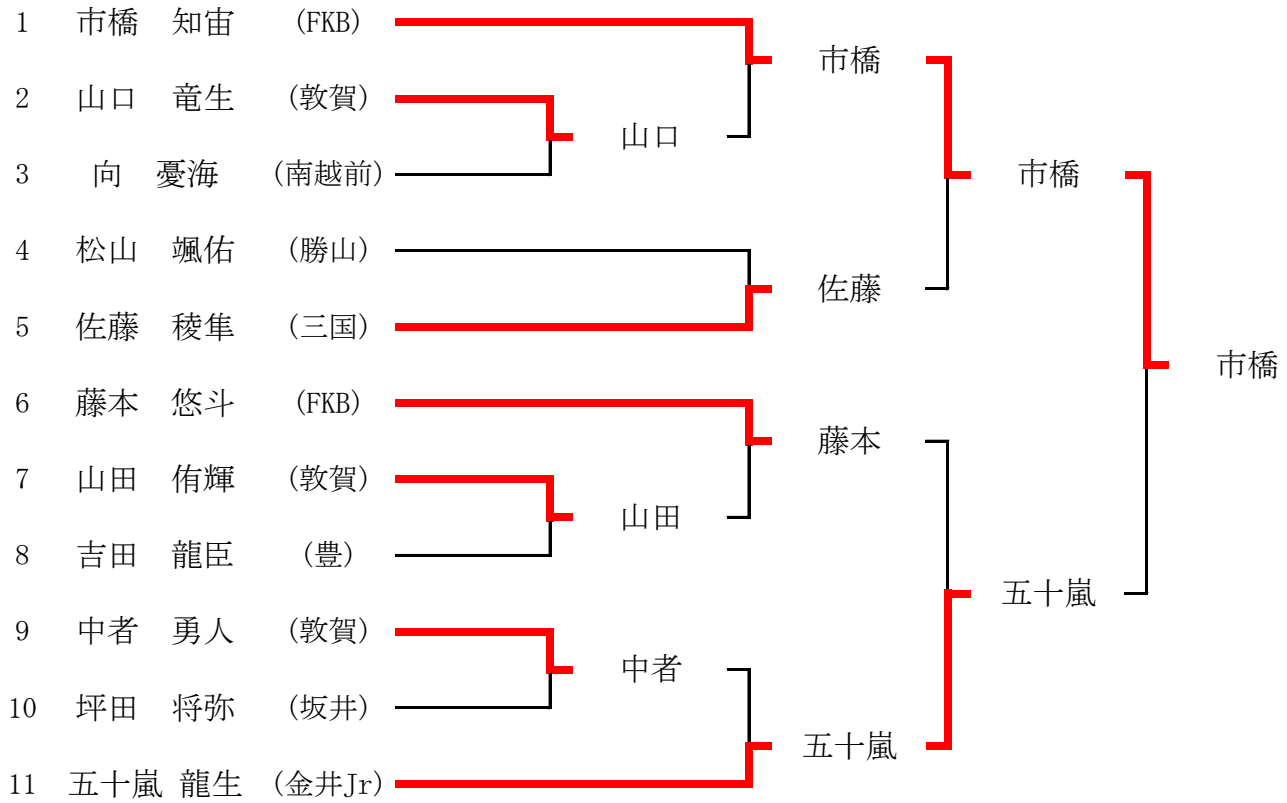 1 市橋 知宙 (FKB)
市橋
2 山口 竜生 (敦賀)
山口
3 向 憂海 (南越前)
市橋
4 松山 颯佑 (勝山)
佐藤
5 佐藤 稜隼 (三国)
市橋
6 藤本 悠斗 (FKB)
藤本
7 山田 侑輝 (敦賀)
山田
8 吉田 龍臣 (豊)
五十嵐
9 中者 勇人 (敦賀)
中者
10 坪田 将弥 (坂井)
五十嵐
11 五十嵐 龍生 (金井Jr)